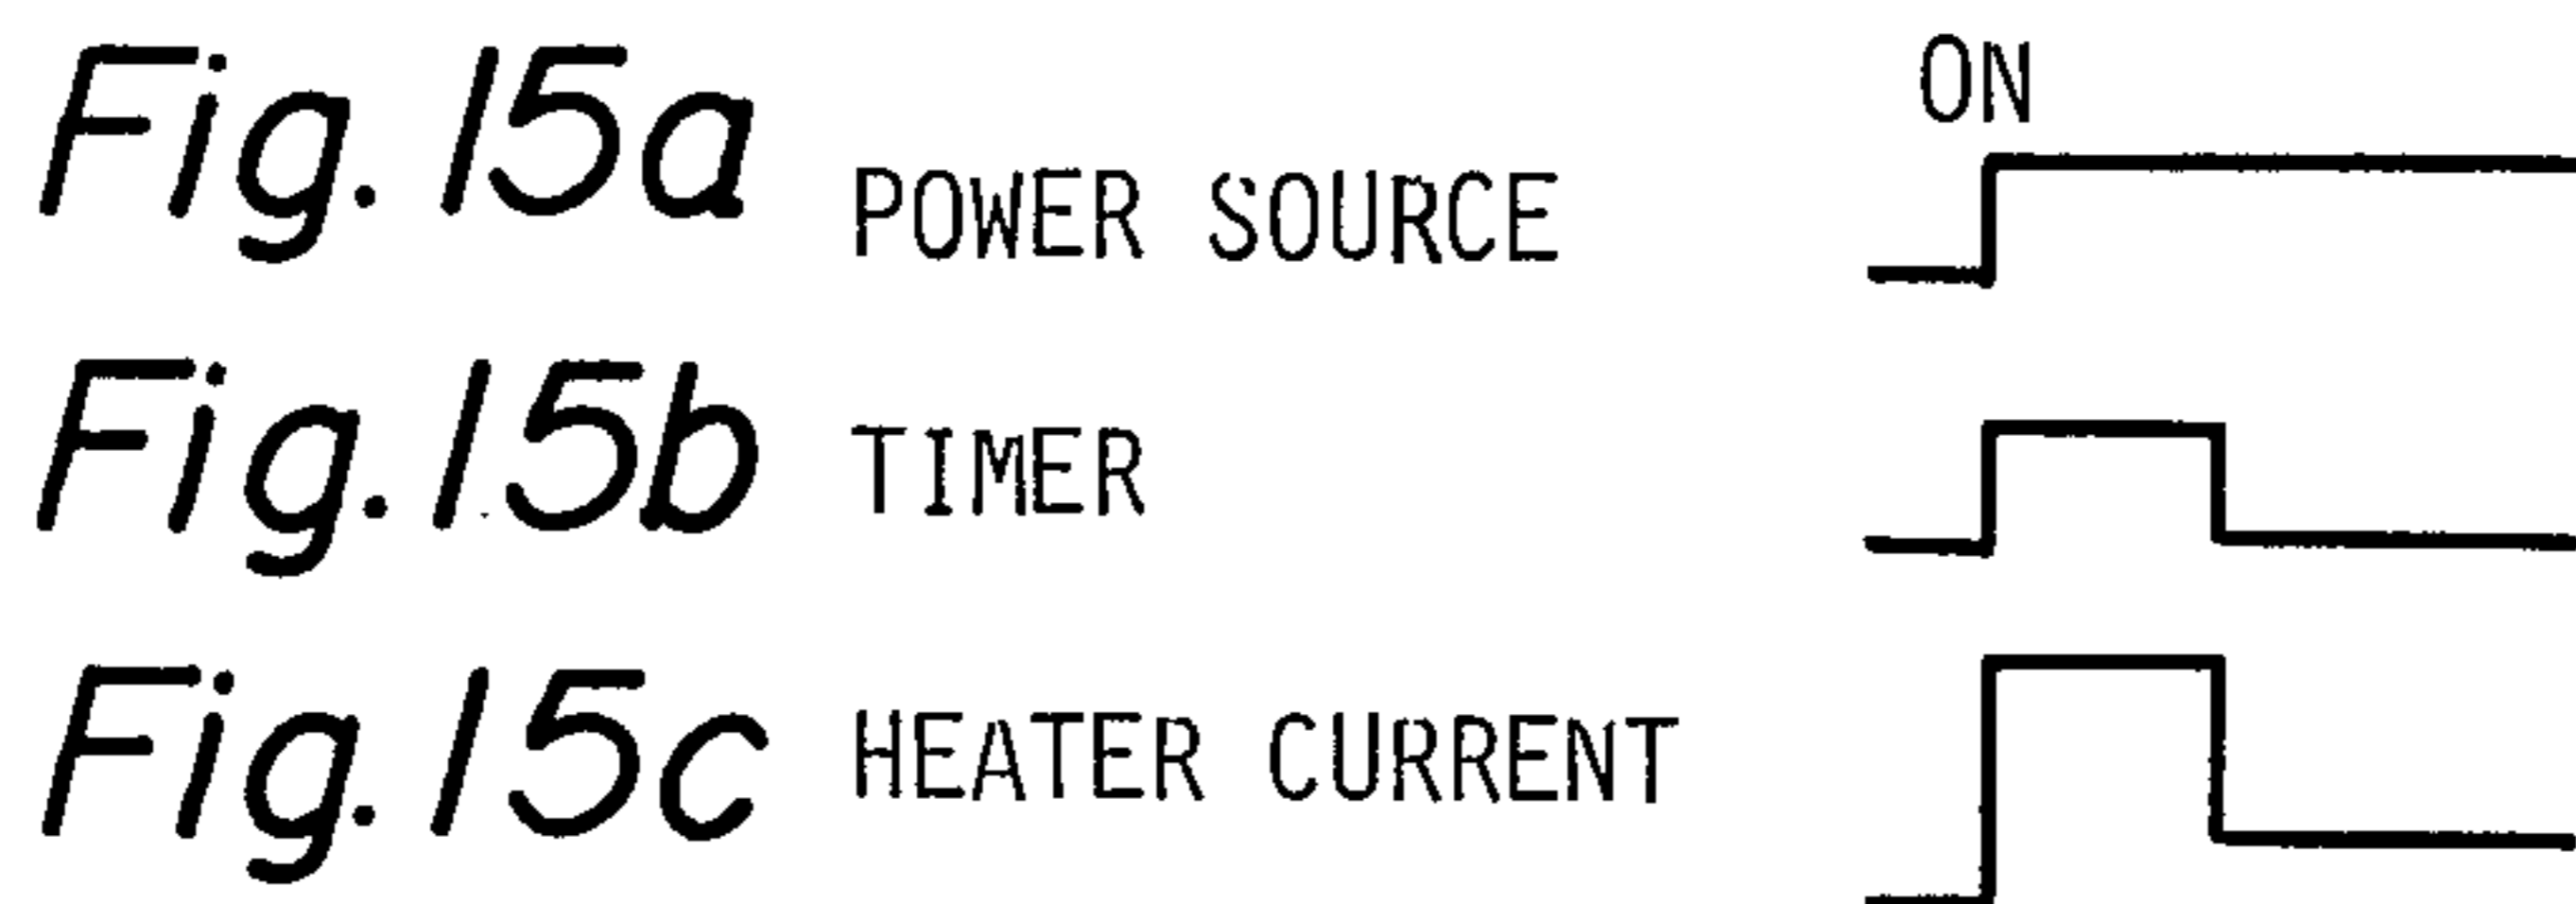 ON
Fig. 15a POWER SOURCE
Fig. 15b TIMER
Fig. 15c HEATER CURRENT